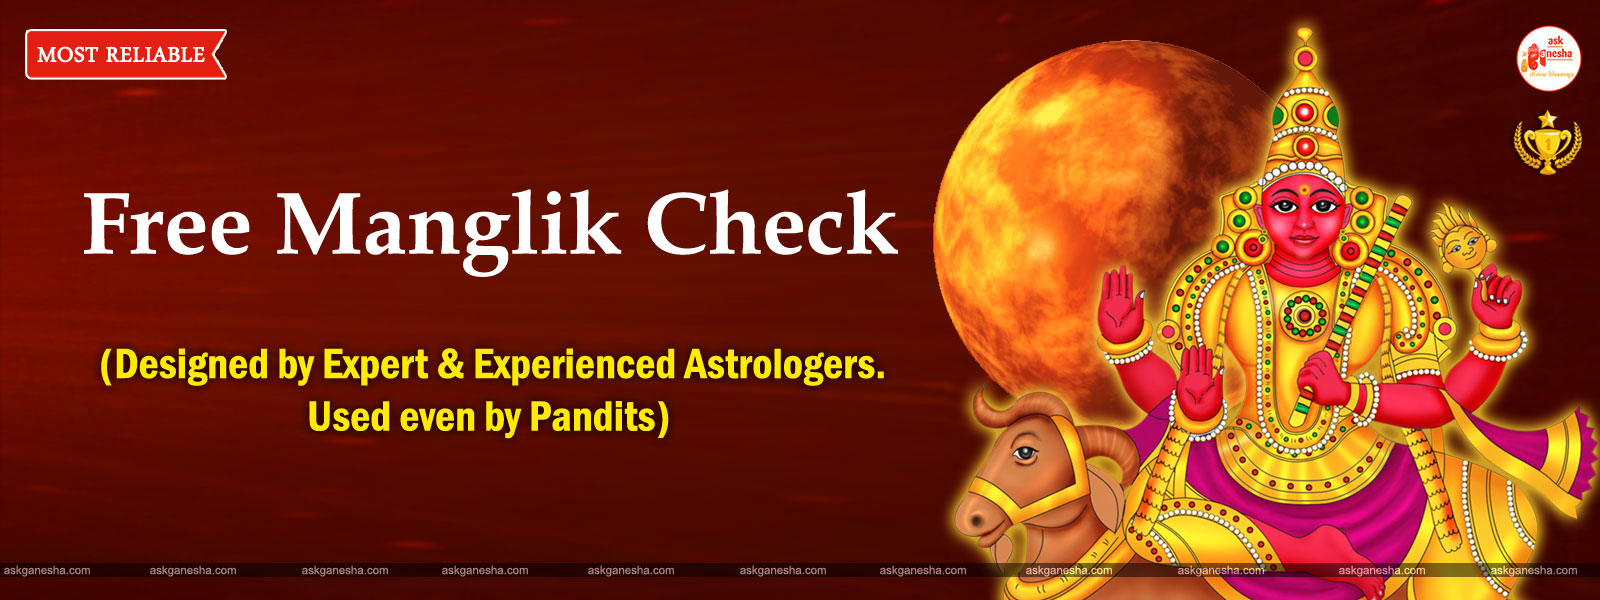 MOST RELIABLE
ask
anesha
divine blessings
1
Free Manglik Check
(Designed by Expert & Experienced Astrologers.
Used even by Pandits)
askganesha.com askganesha.com askganesha.com askganesha.com askganesha.com askganesha.com askganesha.com askganesha.com askganesha.com askganesha.com askganesha.com